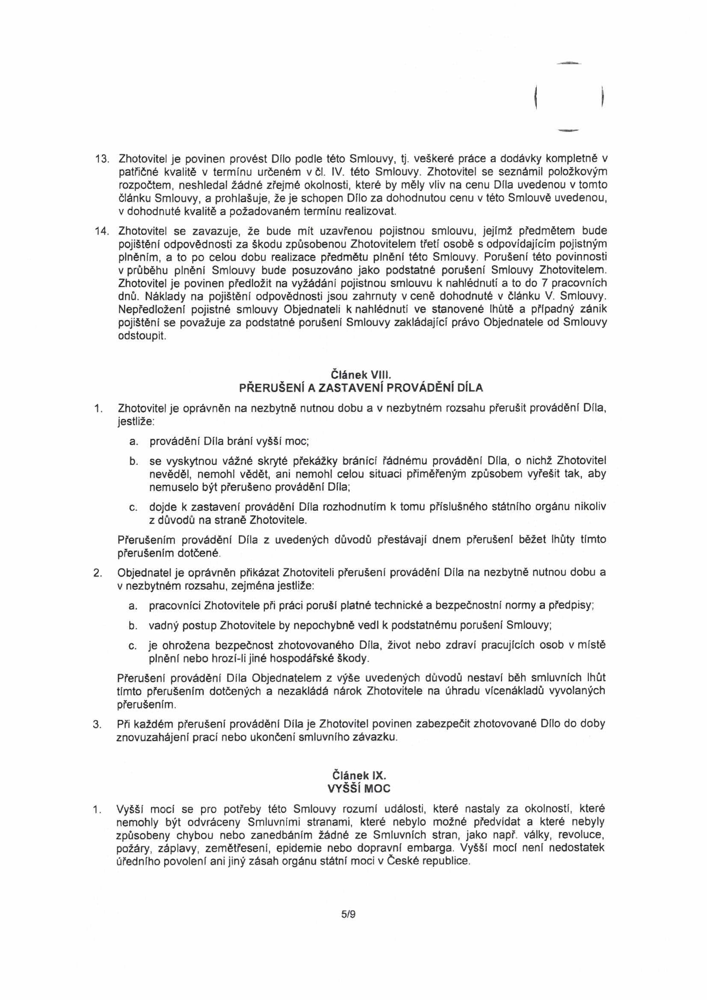 13. Zhotovitel je povinen provést Dílo podle této Smlouvy, tj. veškeré práce a dodávky kompletně v
patřičné kvalitě v termínu určeném v čl. IV. této Smlouvy. Zhotovitel se seznámil položkovým
rozpočtem, neshledal žádné zřejmé okolnosti, které by měly vliv na cenu Díla uvedenou v tomto
článku Smlouvy, a prohlašuje, že je schopen Dílo za dohodnutou cenu v této Smlouvě uvedenou,
v dohodnuté kvalitě a požadovaném termínu realizovat.
14. Zhotovitel se zavazuje, že bude mít uzavřenou pojistnou smlouvu, jejímž předmětem bude
pojištění odpovědnosti za škodu způsobenou Zhotovitelem třetí osobě s odpovídajícím pojistným
plněním, a to po celou dobu realizace předmětu plnění této Smlouvy. Porušení této povinnosti
v průběhu plnění Smlouvy bude posuzováno jako podstatné porušení Smlouvy Zhotovitelem.
Zhotovitel je povinen předložit na vyžádání pojistnou smlouvu k nahlédnutí a to do 7 pracovních
dnů. Náklady na pojištění odpovědnosti jsou zahrnuty v ceně dohodnuté v článku V. Smlouvy.
Nepředložení pojistné smlouvy Objednateli k nahlédnutí ve stanovené lhůtě a případný zánik
pojištění se považuje za podstatné porušení Smlouvy zakládající právo Objednatele od Smlouvy
odstoupit.
Článek VIII.
PŘERUŠENÍ A ZASTAVENÍ PROVÁDĚNÍ DÍLA
1. Zhotovitel je oprávněn na nezbytně nutnou dobu a v nezbytném rozsahu přerušit provádění Díla,
jestliže:
a. provádění Díla brání vyšší moc;
b. se vyskytnou vážné skryté překážky bránící řádnému provádění Díla, o nichž Zhotovitel
nevěděl, nemohl vědět, ani nemohl celou situaci přiměřeným způsobem vyřešit tak, aby
nemuselo být přerušeno provádění Díla;
c. dojde k zastavení provádění Díla rozhodnutím k tomu příslušného státního orgánu nikoliv
z důvodů na straně Zhotovitele.
Přerušením provádění Díla z uvedených důvodů přestávají dnem přerušení běžet lhůty tímto
přerušením dotčené.
2. Objednatel je oprávněn přikázat Zhotoviteli přerušení provádění Díla na nezbytně nutnou dobu a
v nezbytném rozsahu, zejména jestliže:
a. pracovníci Zhotovitele při práci poruší platné technické a bezpečnostní normy a předpisy;
b. vadný postup Zhotovitele by nepochybně vedl k podstatnému porušení Smlouvy;
c. je ohrožena bezpečnost zhotovovaného Díla, život nebo zdraví pracujících osob v místě
plnění nebo hrozí-li jiné hospodářské škody.
Přerušení provádění Díla Objednatelem z výše uvedených důvodů nestaví běh smluvních lhůt
tímto přerušením dotčených a nezakládá nárok Zhotovitele na úhradu vícenákladů vyvolaných
přerušením.
3. Při každém přerušení provádění Díla je Zhotovitel povinen zabezpečit zhotovované Dílo do doby
znovuzahájení prací nebo ukončení smluvního závazku.
Článek IX.
VYŠŠÍ MOC
1. Vyšší mocí se pro potřeby této Smlouvy rozumí události, které nastaly za okolností, které
nemohly být odvráceny Smluvními stranami, které nebylo možné předvídat a které nebyly
způsobeny chybou nebo zanedbáním žádné ze Smluvních stran, jako např. války, revoluce,
požáry, záplavy, zemětřesení, epidemie nebo dopravní embarga. Vyšší mocí není nedostatek
úředního povolení ani jiný zásah orgánu státní moci v České republice.
5/9